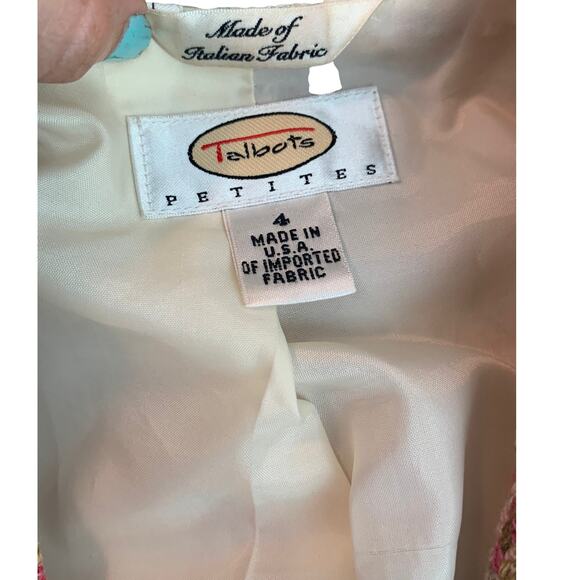 Made of
Italian Fabric
Talbots
PETITES
4
MADE IN
U.S.A.
OF IMPORTED
FABRIC